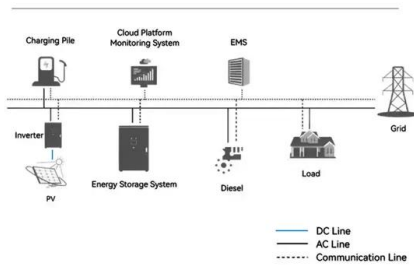 Charging Pile
Cloud Platform
Monitoring System
EMS
Grid
Inverter
PV
Energy Storage System
Diesel
Load
DC Line
AC Line
Communication Line